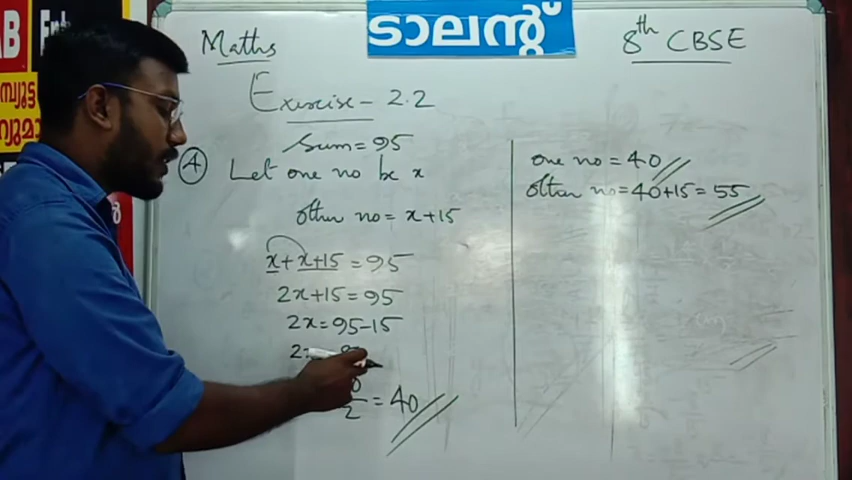 ടാലന്റ്
Maths
8th CBSE
Exercise - 2.2
Sum = 95
4 Let one no be x
other no = x+15
x + x+15 = 95
2x+15 = 95
2x = 95-15
2 = 40
one no = 40
other no = 40+15 = 55